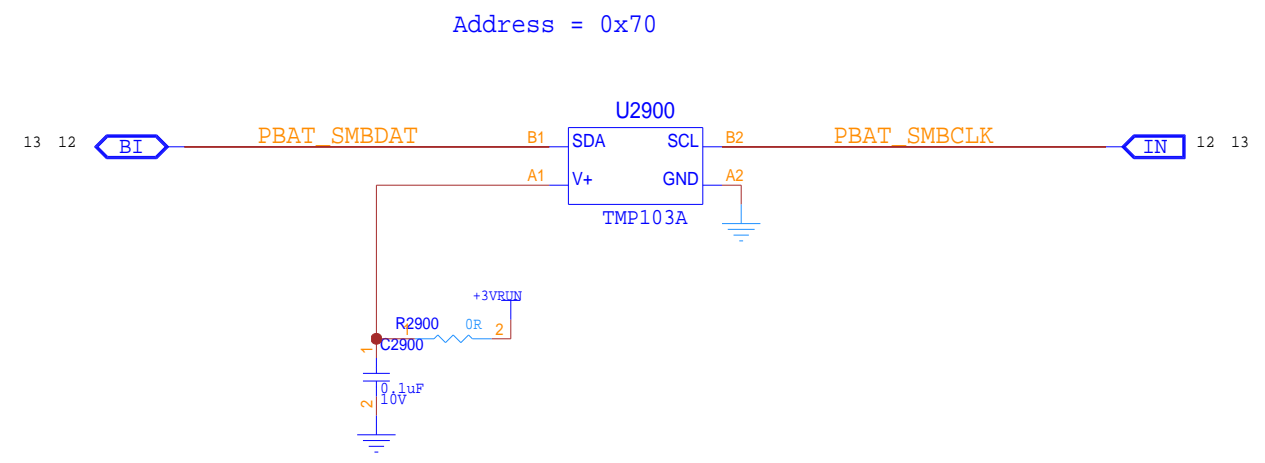 Address = 0x70
U2900
13 12 BI PBAT_SMBDAT B1 SDA SCL B2 PBAT_SMBCLK IN 12 13
A1 V+ GND A2
TMP103A
+3VRUN
R2900 0R
1 2
C2900
1
0.1uF
10V
2